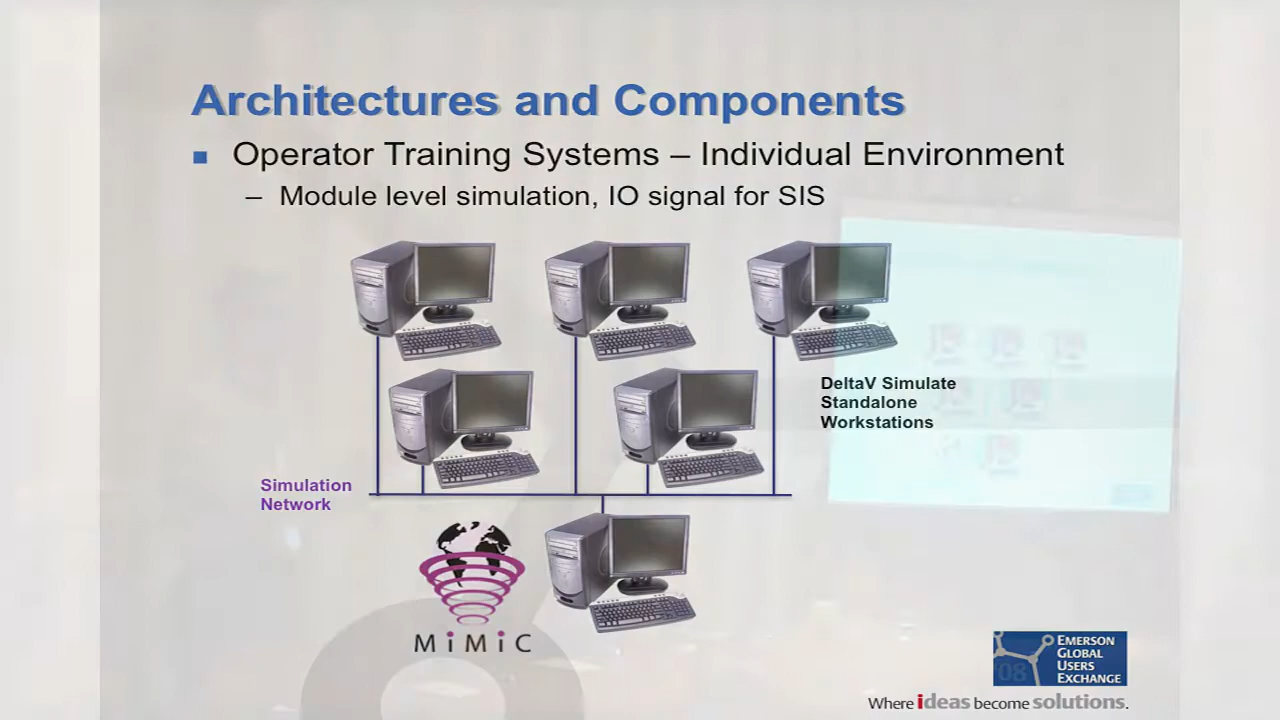 Architectures and Components
Operator Training Systems – Individual Environment
– Module level simulation, IO signal for SIS
DeltaV Simulate
Standalone
Workstations
Simulation
Network
MiMiC
'08
EMERSON
GLOBAL
USERS
EXCHANGE
Where ideas become solutions.